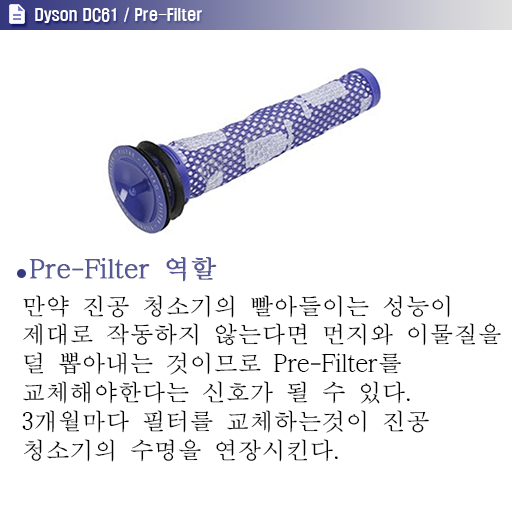 Dyson DC61 / Pre-Filter
•Pre-Filter 역할
만약 진공 청소기의 빨아들이는 성능이
제대로 작동하지 않는다면 먼지와 이물질을
덜 뽑아내는 것이므로 Pre-Filter를
교체해야한다는 신호가 될 수 있다.
3개월마다 필터를 교체하는것이 진공
청소기의 수명을 연장시킨다.